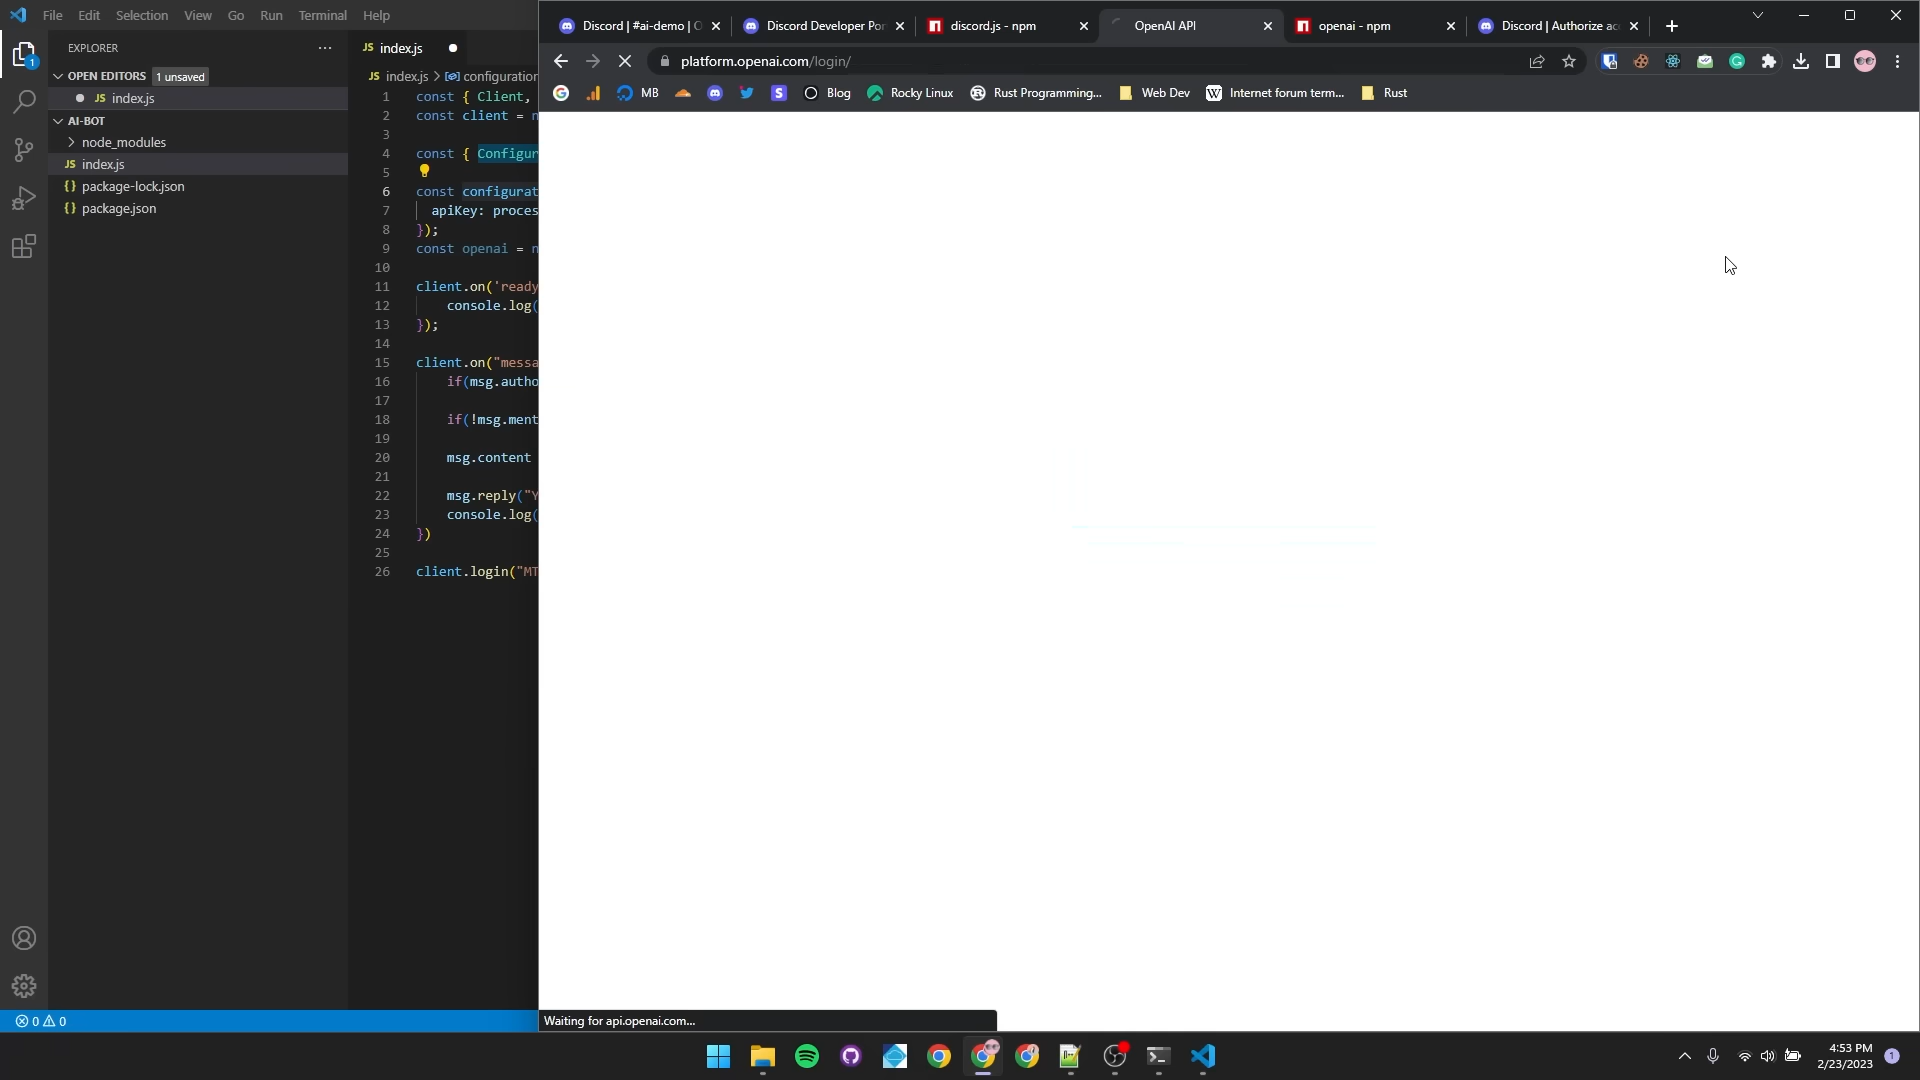 File Edit Selection View Go Run Terminal Help
EXPLORER
OPEN EDITORS 1 unsaved
JS index.js
AI-BOT
node_modules
JS index.js
{} package-lock.json
{} package.json
1
JS index.js
JS index.js > configuration
1 const { Client,
2 const client = n
3
4 const { Configur
5
6 const configurat
7 apiKey: proces
8 });
9 const openai = n
10
11 client.on('ready
12 console.log(
13 });
14
15 client.on("messa
16 if(msg.autho
17
18 if(!msg.ment
19
20 msg.content
21
22 msg.reply("Y
23 console.log(
24 })
25
26 client.login("MT
0 0
Discord | #ai-demo |
Discord Developer Por
discord.js - npm
OpenAI API
openai - npm
Discord | Authorize ac
platform.openai.com/login/
MB
Blog
Rocky Linux
Rust Programming...
Web Dev
W Internet forum term...
Rust
Waiting for api.openai.com...
4:53 PM
2/23/2023
1